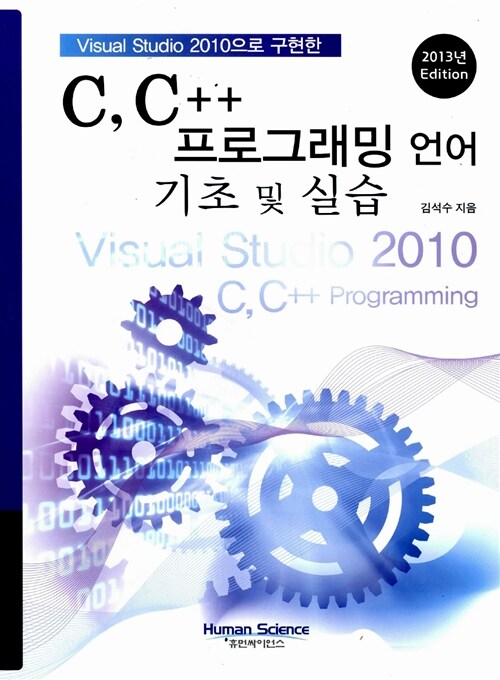 Visual Studio 2010으로 구현한
2013년
Edition
C, C++
프로그래밍 언어
기초 및 실습
김석수 지음
Visual Studio 2010
C, C++ Programming
Human Science
휴먼싸이언스